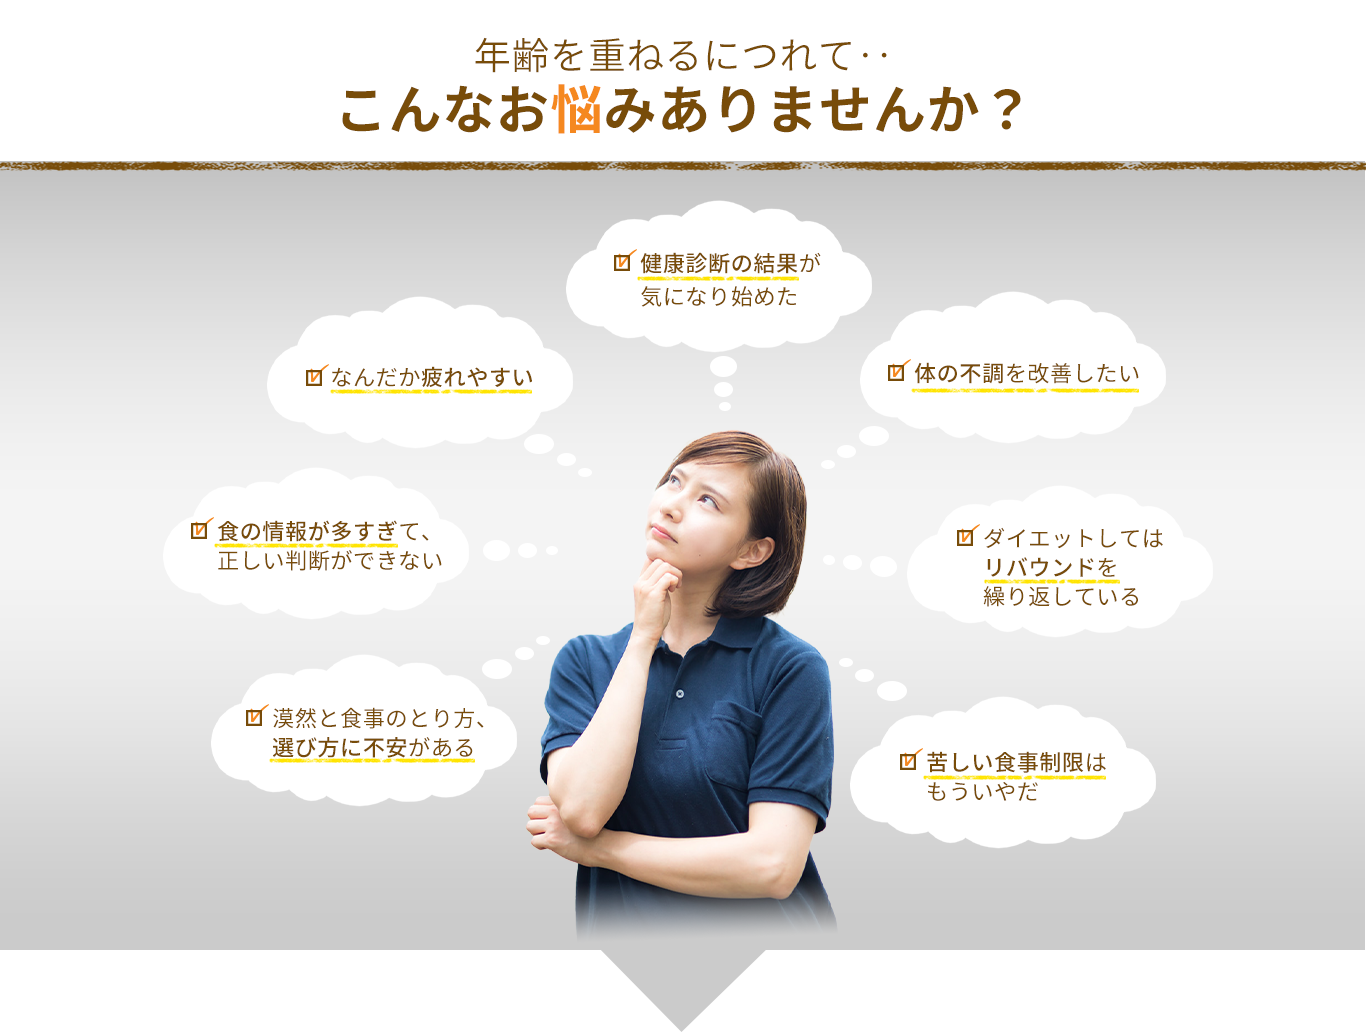 年齢を重ねるにつれて‥
こんなお悩みありませんか？
健康診断の結果が
気になり始めた
なんだか疲れやすい
体の不調を改善したい
食の情報が多すぎて、
正しい判断ができない
ダイエットしては
リバウンドを
繰り返している
漠然と食事のとり方、
選び方に不安がある
苦しい食事制限は
もういやだ